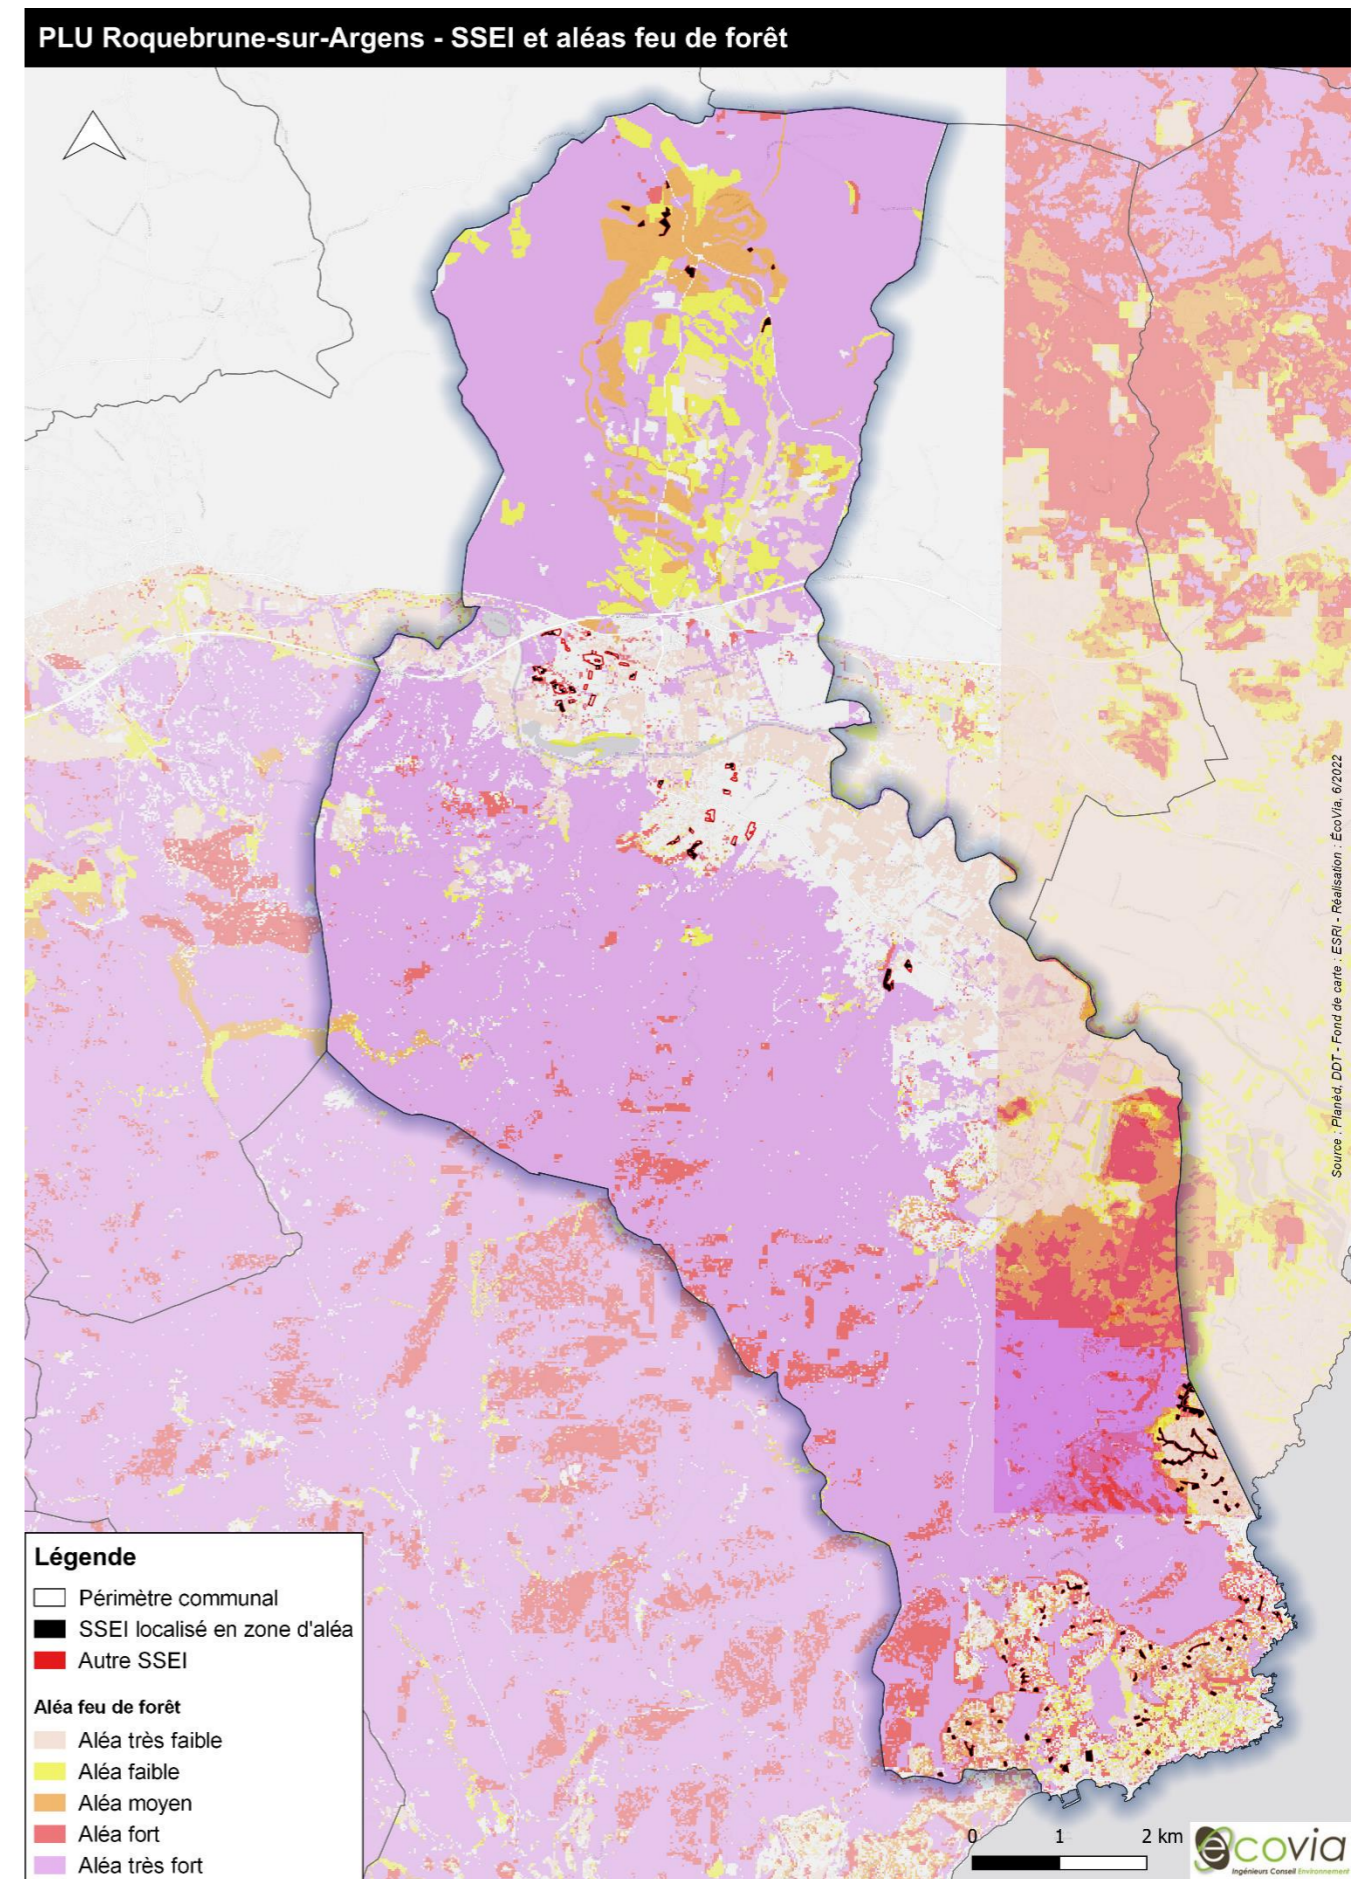 PLU Roquebrune-sur-Argens - SSEI et aléas feu de forêt
Source : Planèd, DDT - Fond de carte : ESRI - Réalisation : ÉcoVia, 6/2022
Légende
Périmètre communal
SSEI localisé en zone d'aléa
Autre SSEI
Aléa feu de forêt
Aléa très faible
Aléa faible
Aléa moyen
Aléa fort
Aléa très fort
0 1 2 km
écovia
Ingénieurs Conseil Environnement